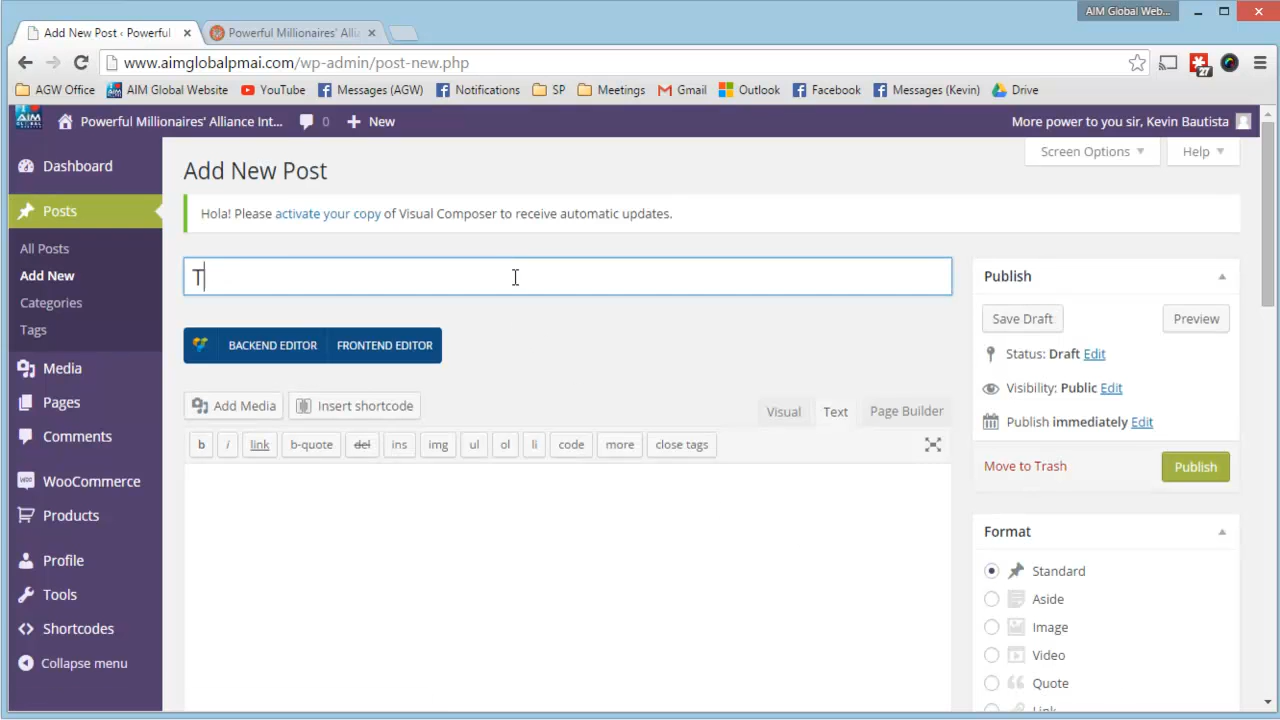 AIM Global Web...
Add New Post ‹ Powerful
Powerful Millionaires' Allia
www.aimglobalpmai.com/wp-admin/post-new.php
27
AGW Office
AIM Global Website
YouTube
Messages (AGW)
Notifications
SP
Meetings
Gmail
Outlook
Facebook
Messages (Kevin)
Drive
AIM
Powerful Millionaires' Alliance Int...
0
New
More power to you sir, Kevin Bautista
Dashboard
Posts
All Posts
Add New
Categories
Tags
Media
Pages
Comments
WooCommerce
Products
Profile
Tools
Shortcodes
Collapse menu
Screen Options
Help
Add New Post
Hola! Please activate your copy of Visual Composer to receive automatic updates.
T
BACKEND EDITOR
FRONTEND EDITOR
Add Media
Insert shortcode
Visual
Text
Page Builder
b
i
link
b-quote
del
ins
img
ul
ol
li
code
more
close tags
Publish
Save Draft
Preview
Status: Draft Edit
Visibility: Public Edit
Publish immediately Edit
Move to Trash
Publish
Format
Standard
Aside
Image
Video
Quote
Link